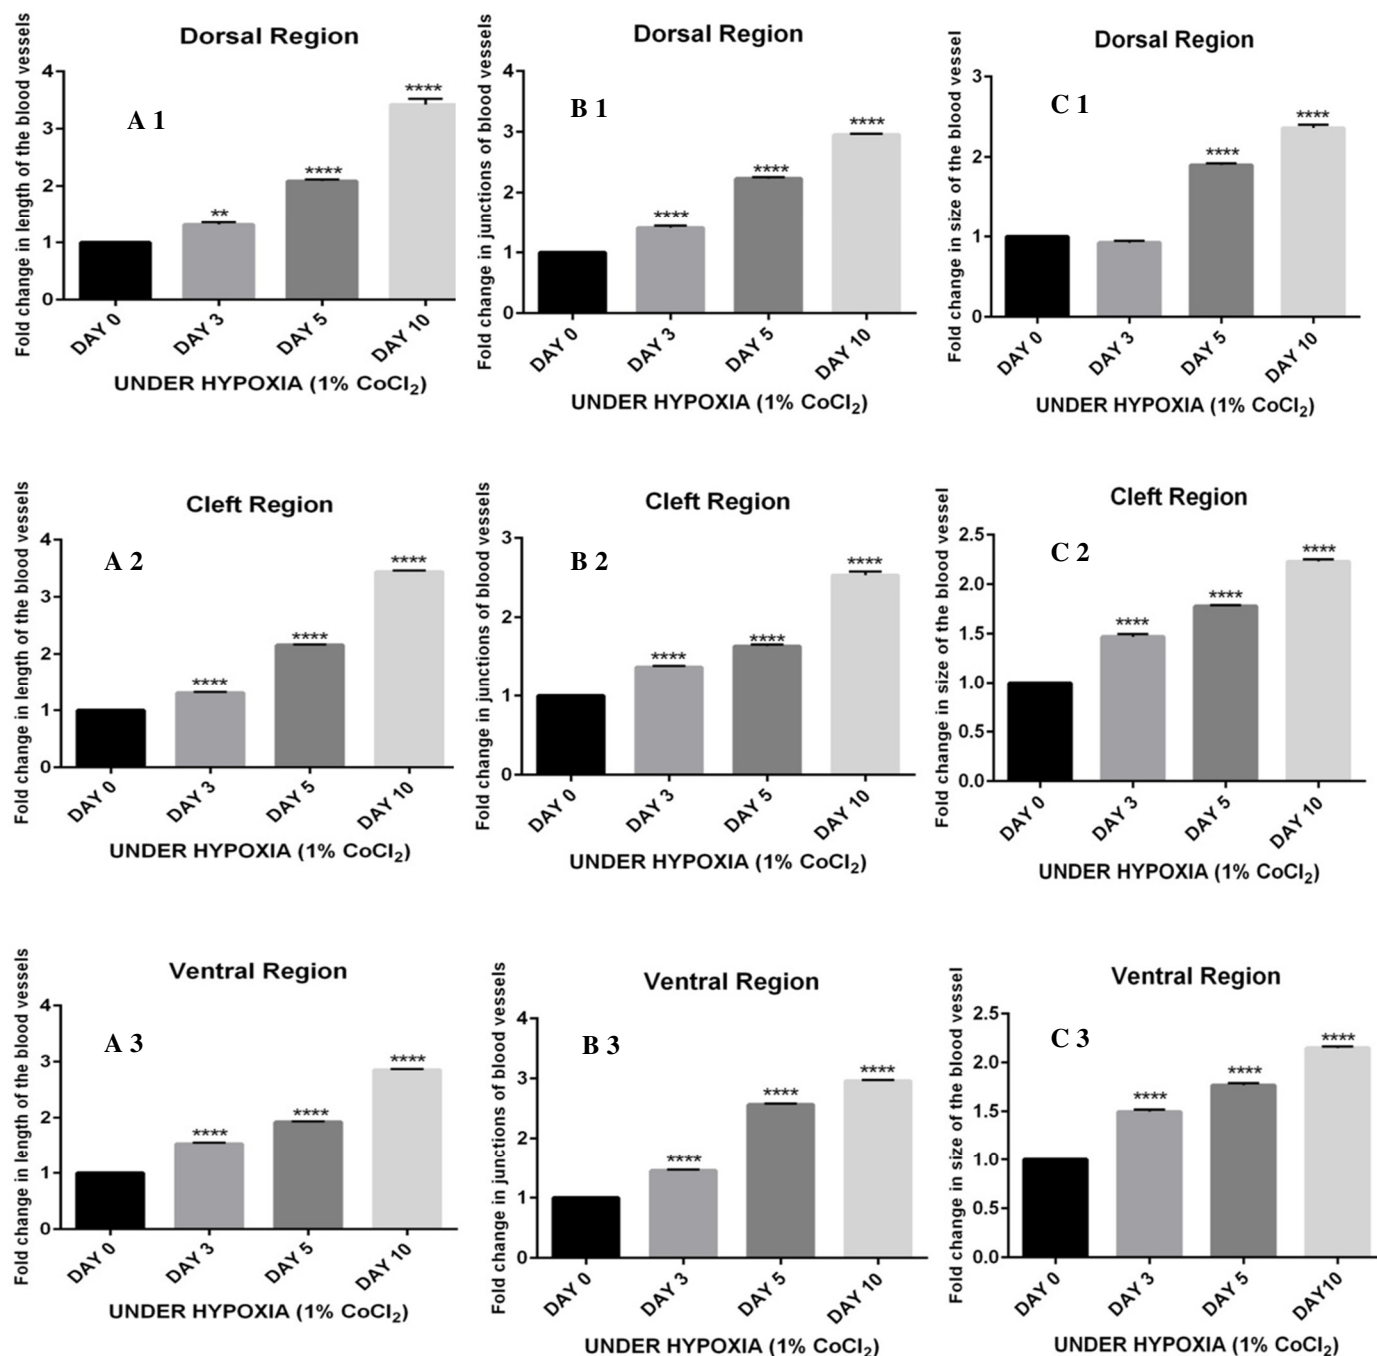 Dorsal Region
Fold change in length of the blood vessels
A 1
4
3
2
1
0
**
****
****
DAY 0
DAY 3
DAY 5
DAY 10
UNDER HYPOXIA (1% CoCl₂)
Dorsal Region
Fold change in junctions of blood vessels
B 1
4
3
2
1
0
****
****
****
DAY 0
DAY 3
DAY 5
DAY 10
UNDER HYPOXIA (1% CoCl₂)
Dorsal Region
Fold change in size of the blood vessel
C 1
3
2
1
0
****
****
DAY 0
DAY 3
DAY 5
DAY 10
UNDER HYPOXIA (1% CoCl₂)
Cleft Region
Fold change in length of the blood vessels
A 2
4
3
2
1
0
****
****
****
DAY 0
DAY 3
DAY 5
DAY 10
UNDER HYPOXIA (1% CoCl₂)
Cleft Region
Fold change in junctions of blood vessels
B 2
3
2
1
0
****
****
****
DAY 0
DAY 3
DAY 5
DAY 10
UNDER HYPOXIA (1% CoCl₂)
Cleft Region
Fold change in size of the blood vessel
C 2
2.5
2.0
1.5
1.0
0.5
0.0
****
****
****
DAY 0
DAY 3
DAY 5
DAY 10
UNDER HYPOXIA (1% CoCl₂)
Ventral Region
Fold change in length of the blood vessels
A 3
4
3
2
1
0
****
****
****
DAY 0
DAY 3
DAY 5
DAY 10
UNDER HYPOXIA (1% CoCl₂)
Ventral Region
Fold change in junctions of blood vessels
B 3
4
3
2
1
0
****
****
****
DAY 0
DAY 3
DAY 5
DAY 10
UNDER HYPOXIA (1% CoCl₂)
Ventral Region
Fold change in size of the blood vessel
C 3
2.5
2.0
1.5
1.0
0.5
0.0
****
****
****
DAY 0
DAY 3
DAY 5
DAY10
UNDER HYPOXIA (1% CoCl₂)